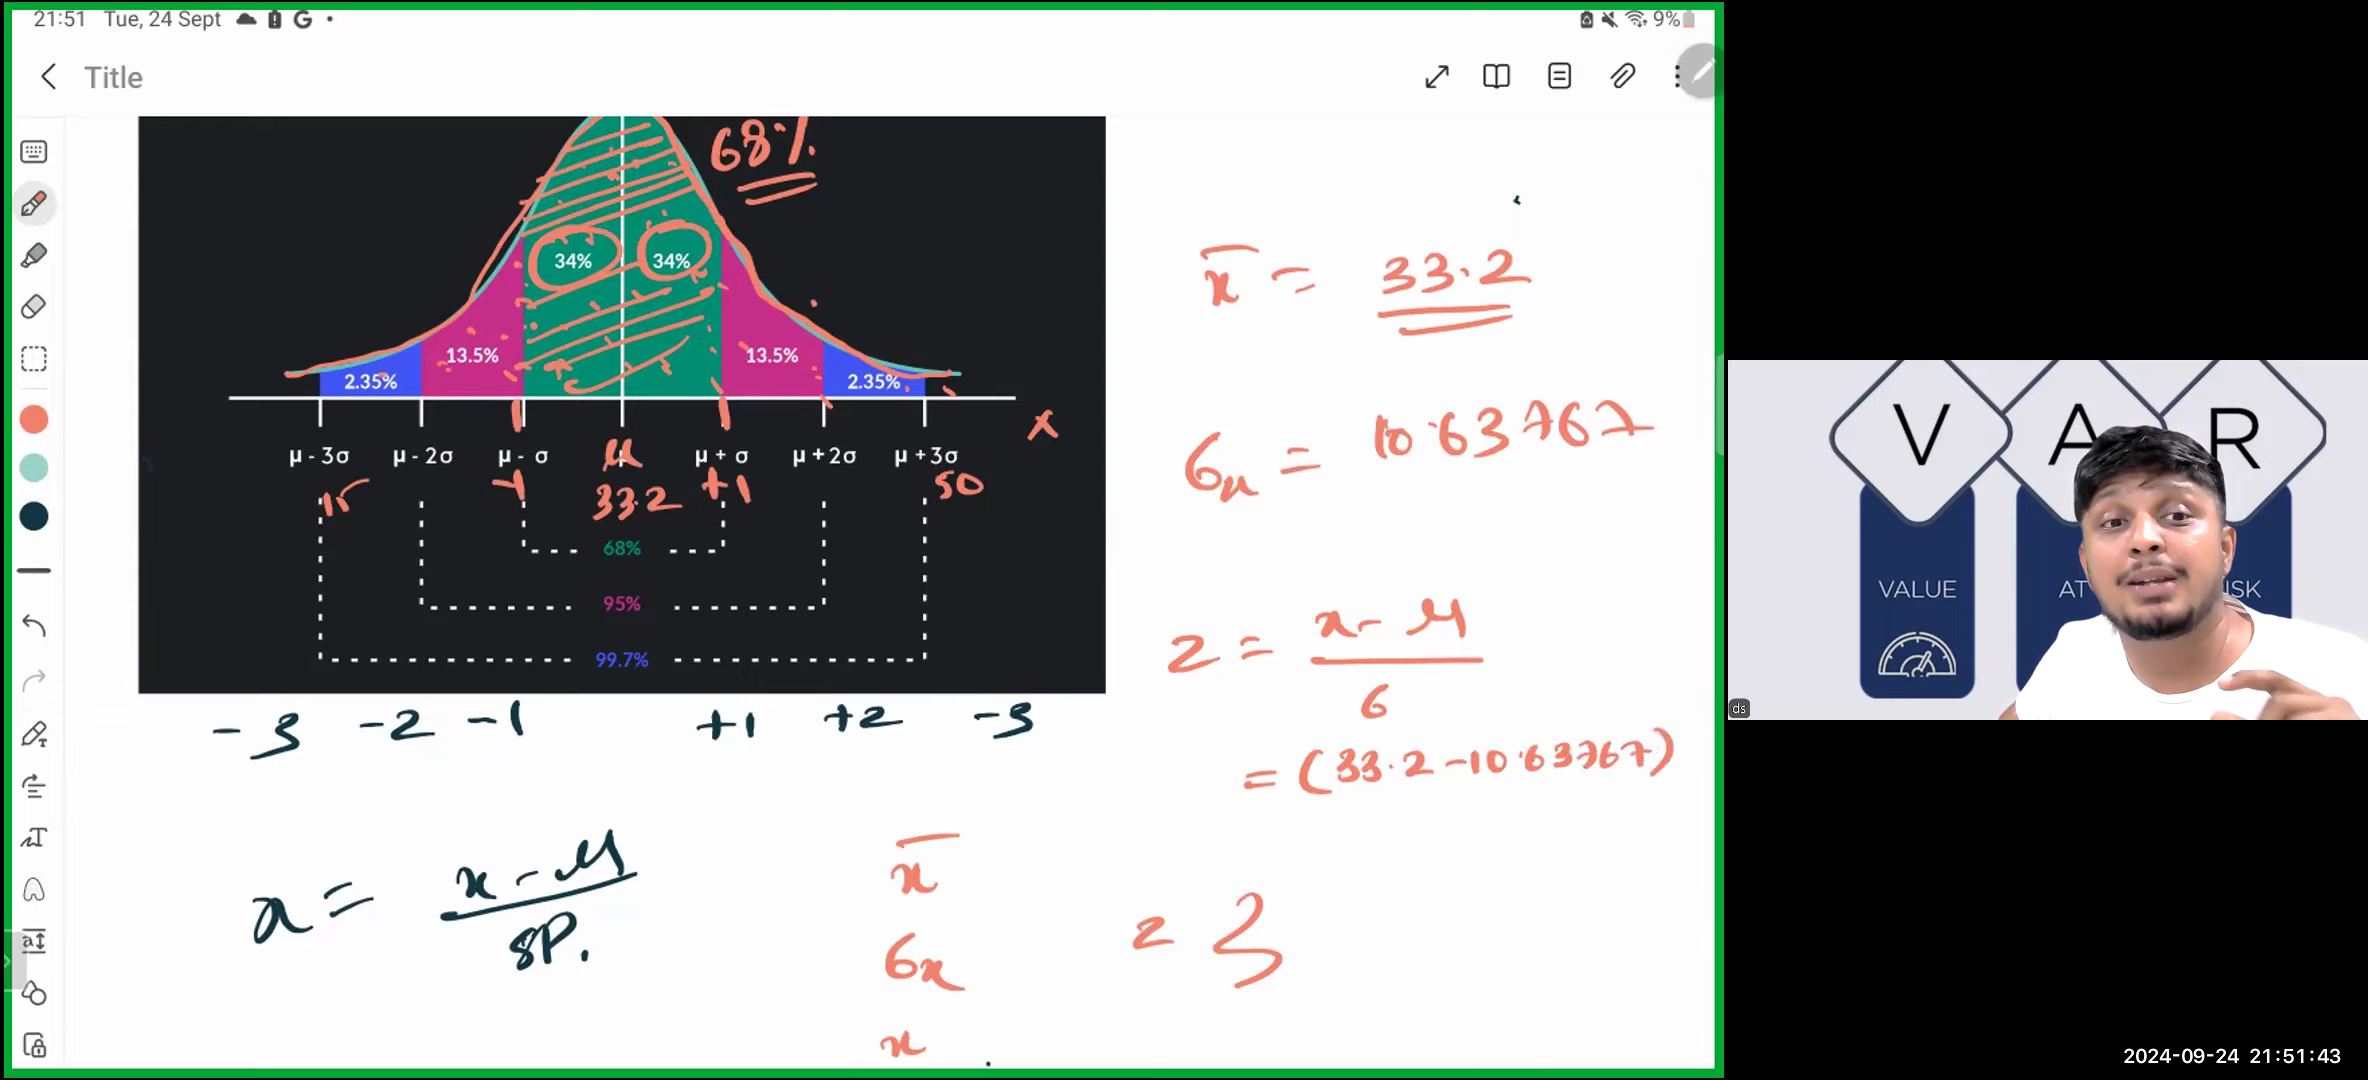 21:51 Tue, 24 Sept G •
9%
Title
68%
34% 34%
13.5% 13.5%
2.35% 2.35%
x
μ - 3σ μ - 2σ μ - σ μ μ + σ μ + 2σ μ + 3σ
15 -1 33.2 +1 50
68%
95%
99.7%
-3 -2 -1 +1 +2 -3
x̄ = 33.2
σx = 10.63767
z = x - μ / σ
= (33.2 - 10.63767)
x - μ
x̄
σx
x
V A R
VALUE AT ISK
ds
2024-09-24 21:51:43